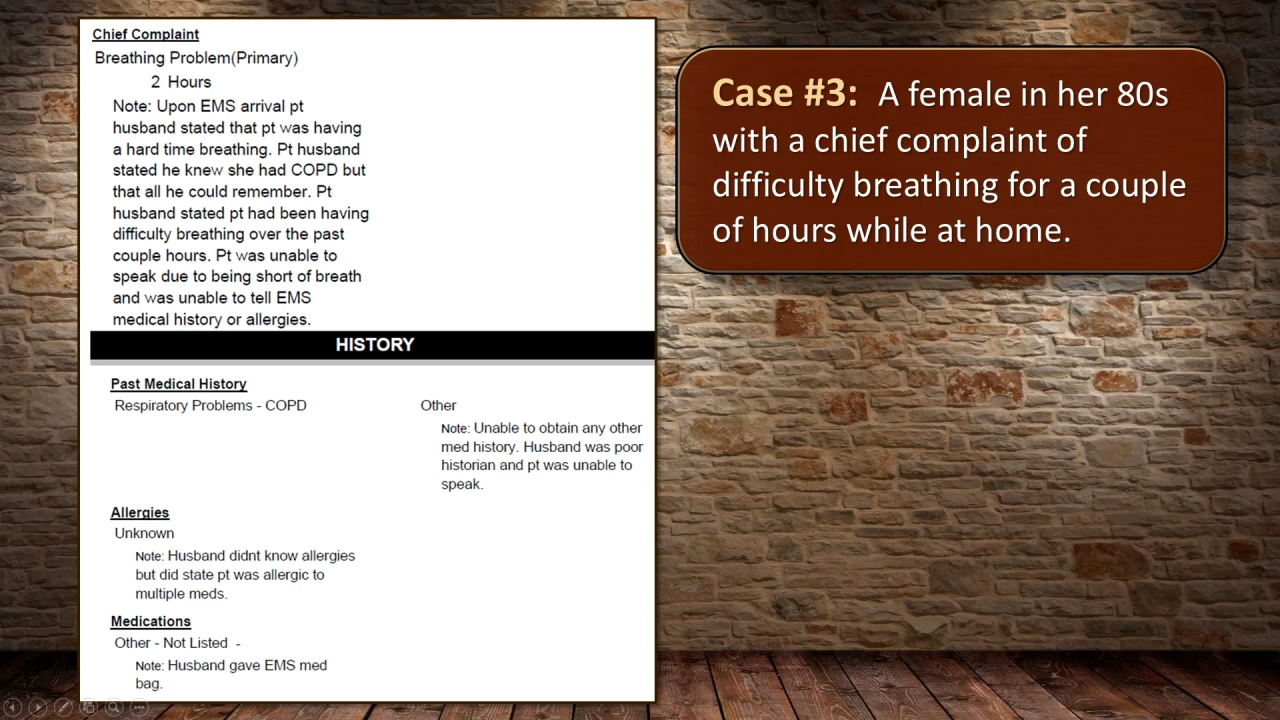 Chief Complaint
Breathing Problem(Primary)
2 Hours
Note: Upon EMS arrival pt
husband stated that pt was having
a hard time breathing. Pt husband
stated he knew she had COPD but
that all he could remember. Pt
husband stated pt had been having
difficulty breathing over the past
couple hours. Pt was unable to
speak due to being short of breath
and was unable to tell EMS
medical history or allergies.
HISTORY
Past Medical History
Respiratory Problems - COPD
Other
Note: Unable to obtain any other
med history. Husband was poor
historian and pt was unable to
speak.
Allergies
Unknown
Note: Husband didnt know allergies
but did state pt was allergic to
multiple meds.
Medications
Other - Not Listed -
Note: Husband gave EMS med
bag.
Case #3: A female in her 80s
with a chief complaint of
difficulty breathing for a couple
of hours while at home.